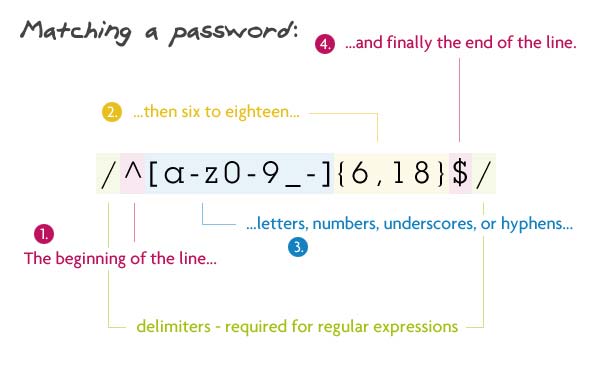 Matching a password:
4. ...and finally the end of the line.
2. ...then six to eighteen...
/^[a-z0-9_-]{6,18}$/
...letters, numbers, underscores, or hyphens...
3.
1.
The beginning of the line...
delimiters - required for regular expressions